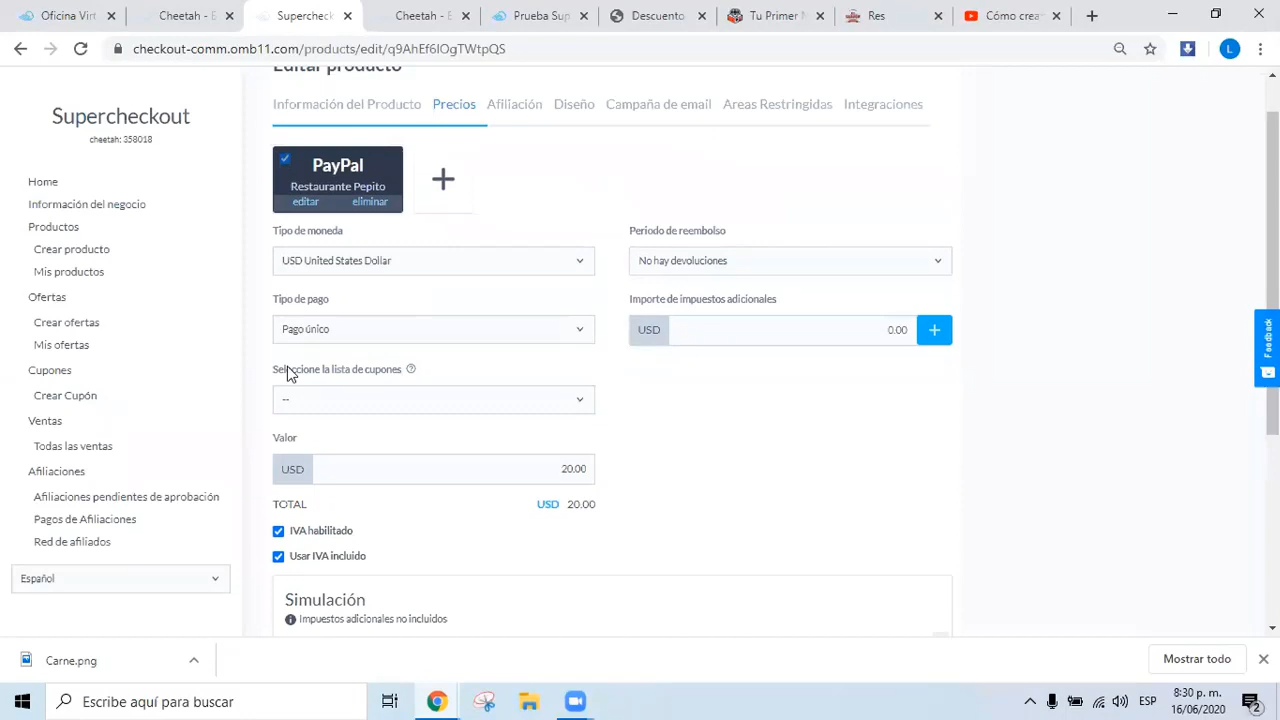 Oficina Virt
Cheetah - E
Supercheck
Cheetah - E
Prueba Sup
Descuento
Tu Primer M
Res
Cómo crea
checkout-comm.omb11.com/products/edit/q9AhEf6IOgTWtpQS
L
Editar producto
Supercheckout
cheetah: 358018
Home
Información del negocio
Productos
Crear producto
Mis productos
Ofertas
Crear ofertas
Mis ofertas
Cupones
Crear Cupón
Ventas
Todas las ventas
Afiliaciones
Afiliaciones pendientes de aprobación
Pagos de Afiliaciones
Red de afiliados
Español
Información del Producto Precios Afiliación Diseño Campaña de email Areas Restringidas Integraciones
PayPal
Restaurante Pepito
editar eliminar
Tipo de moneda
USD United States Dollar
Periodo de reembolso
No hay devoluciones
Tipo de pago
Pago único
Importe de impuestos adicionales
USD 0.00
Seleccione la lista de cupones
--
Valor
USD 20.00
TOTAL USD 20.00
IVA habilitado
Usar IVA incluido
Simulación
Impuestos adicionales no incluidos
Feedback
Carne.png
Mostrar todo
Escribe aquí para buscar
ESP
8:30 p. m.
16/06/2020
2